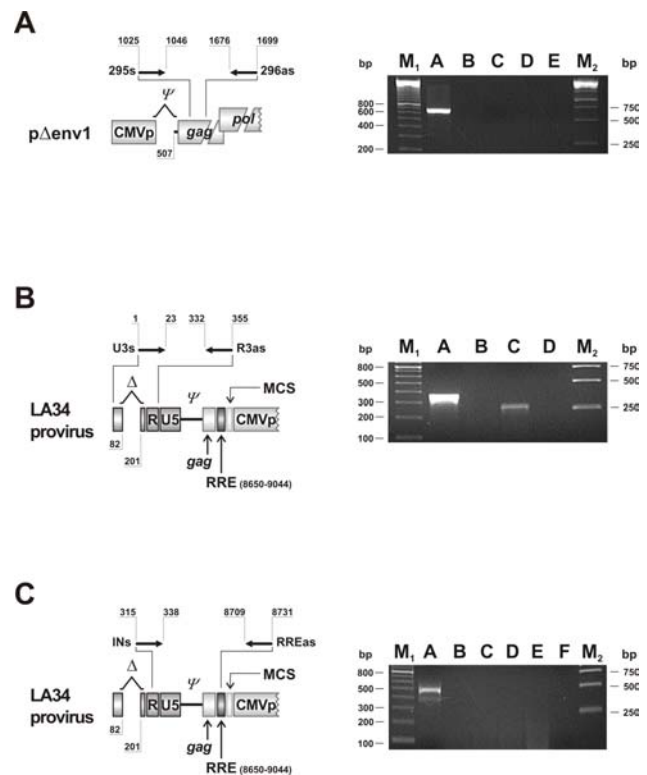 A
1025 1046 1676 1699
295s 296as
Ψ
pΔenv1 CMVp gag pol
507
bp M1 A B C D E M2 bp
800
600
400
200
750
500
250
B
1 23 332 355
U3s R3as
Δ Ψ MCS
LA34 provirus R U5 CMVp
82 201
gag
RRE (8650-9044)
bp M1 A B C D M2 bp
800
500
300
200
100
750
500
250
C
315 338 8709 8731
INs RREas
Δ Ψ MCS
LA34 provirus R U5 CMVp
82 201
gag
RRE (8650-9044)
bp M1 A B C D E F M2 bp
800
500
300
200
100
750
500
250